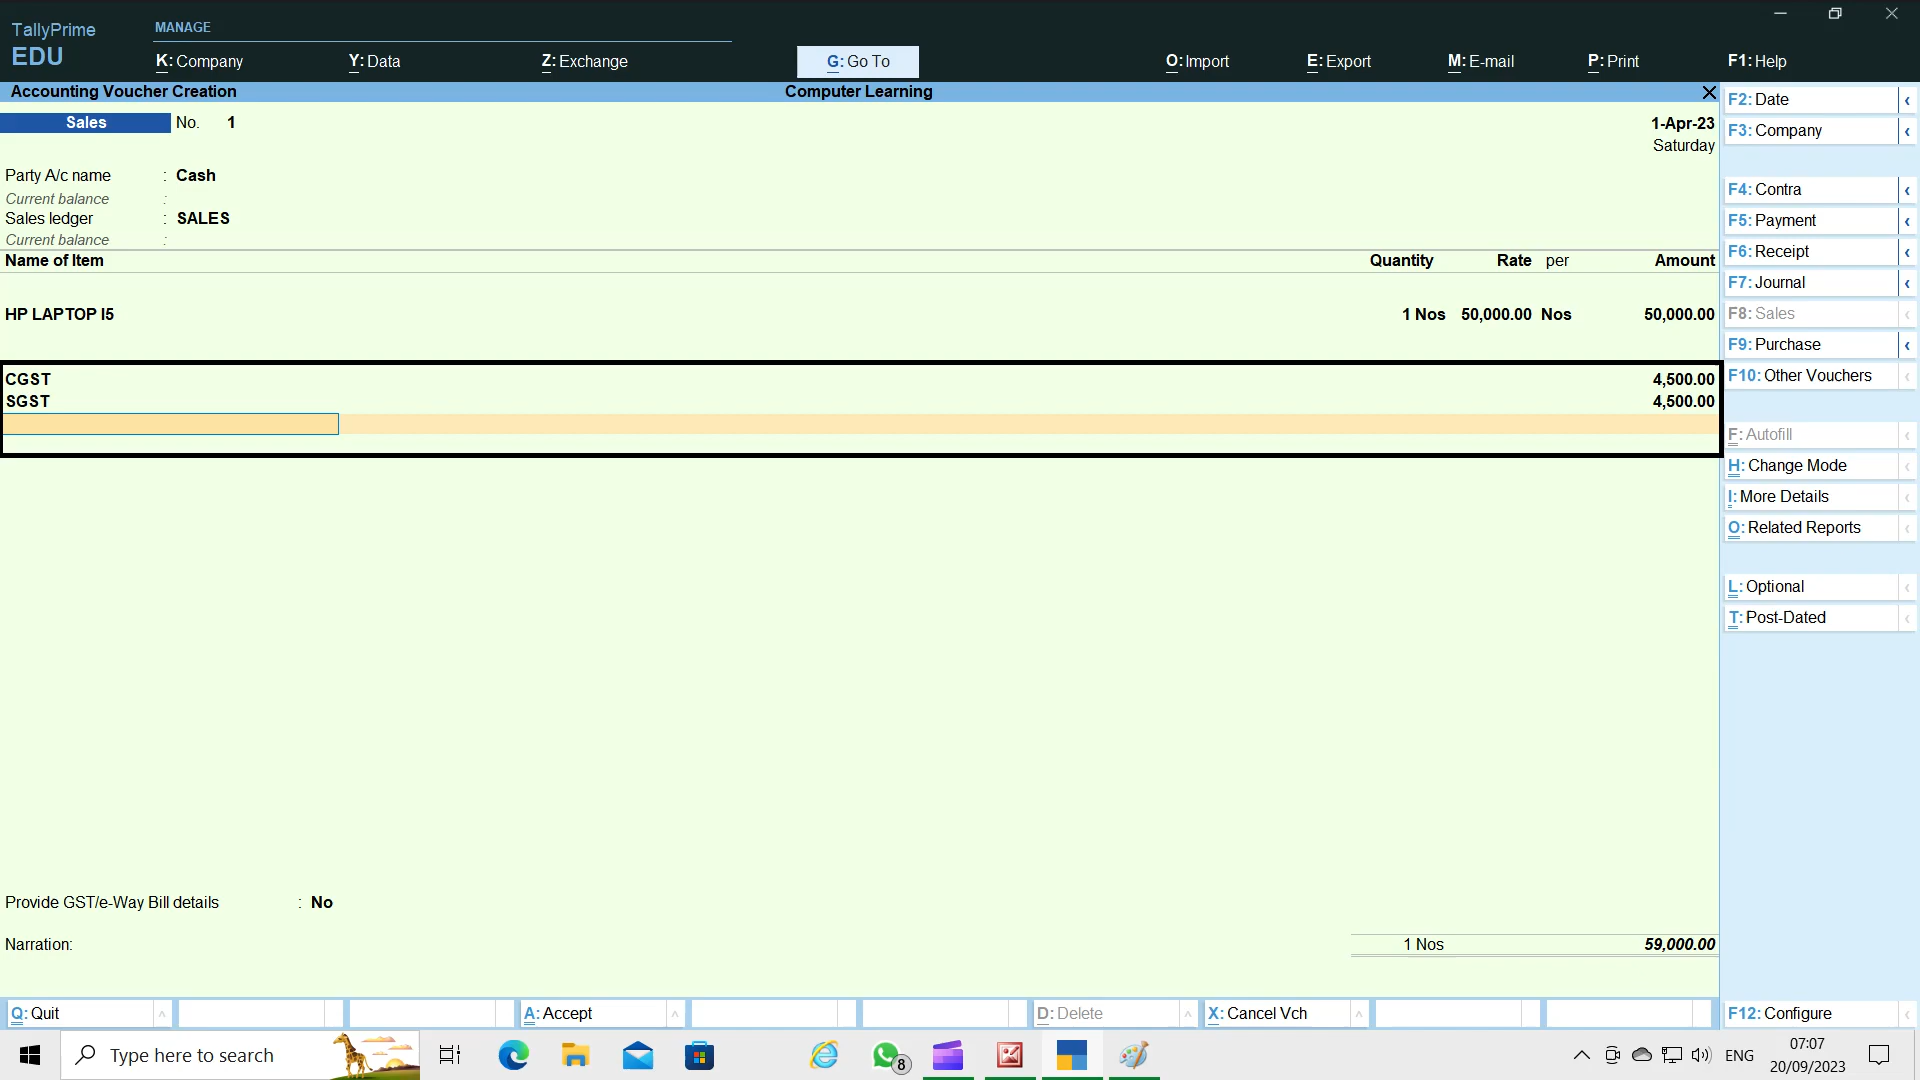 TallyPrime
EDU
MANAGE
K: Company
Y: Data
Z: Exchange
G: Go To
O: Import
E: Export
M: E-mail
P: Print
F1: Help
Accounting Voucher Creation
Computer Learning
Sales No. 1
1-Apr-23
Saturday
Party A/c name : Cash
Current balance :
Sales ledger : SALES
Current balance :
Name of Item Quantity Rate per Amount
HP LAPTOP I5 1 Nos 50,000.00 Nos 50,000.00
CGST 4,500.00
SGST 4,500.00
Provide GST/e-Way Bill details : No
Narration: 1 Nos 59,000.00
F2: Date
F3: Company
F4: Contra
F5: Payment
F6: Receipt
F7: Journal
F8: Sales
F9: Purchase
F10: Other Vouchers
F: Autofill
H: Change Mode
I: More Details
O: Related Reports
L: Optional
T: Post-Dated
F12: Configure
Q: Quit
A: Accept
D: Delete
X: Cancel Vch
Type here to search
8
ENG
07:07
20/09/2023